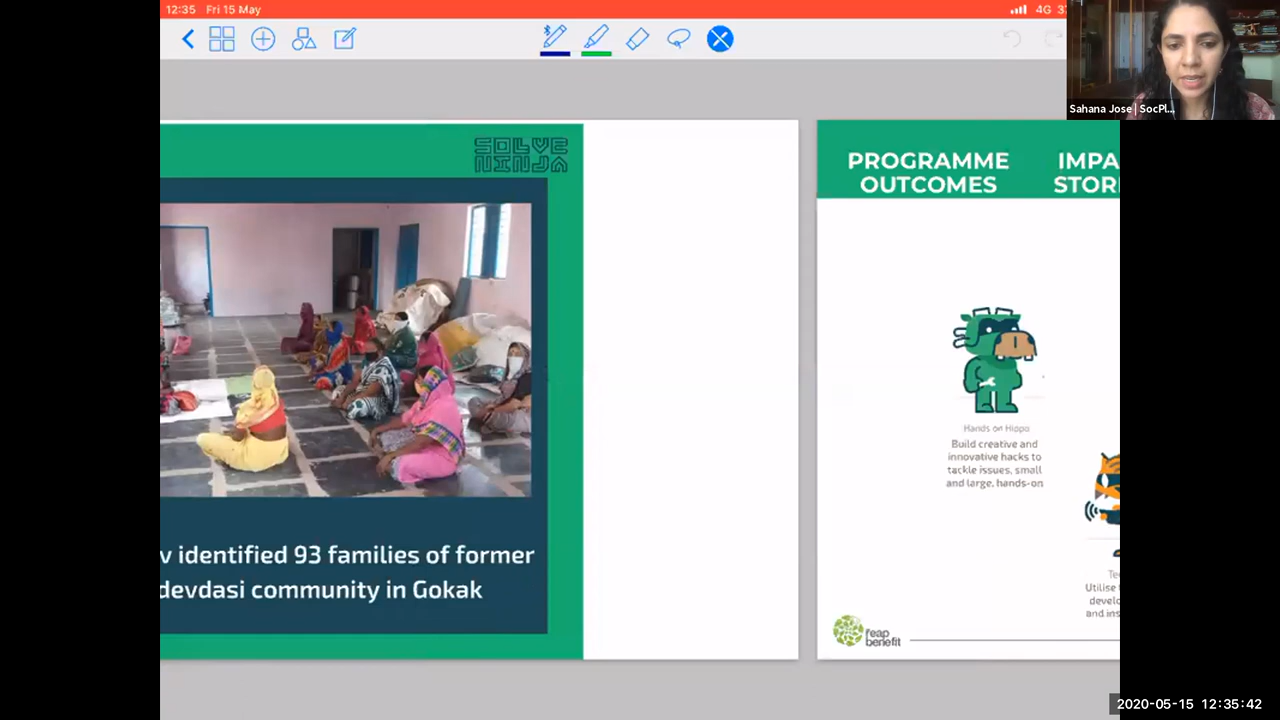 12:35 Fri 15 May
4G
Sahana Jose | SocPl...
SOLVE
NINJA
PROGRAMME
OUTCOMES
IMPA
STOR
identified 93 families of former
devdasi community in Gokak
Hands on Hippo
Build creative and
innovative hacks to
tackle issues, small
and large, hands-on
Te
Utilise
develo
and ins
reap
benefit
2020-05-15 12:35:42